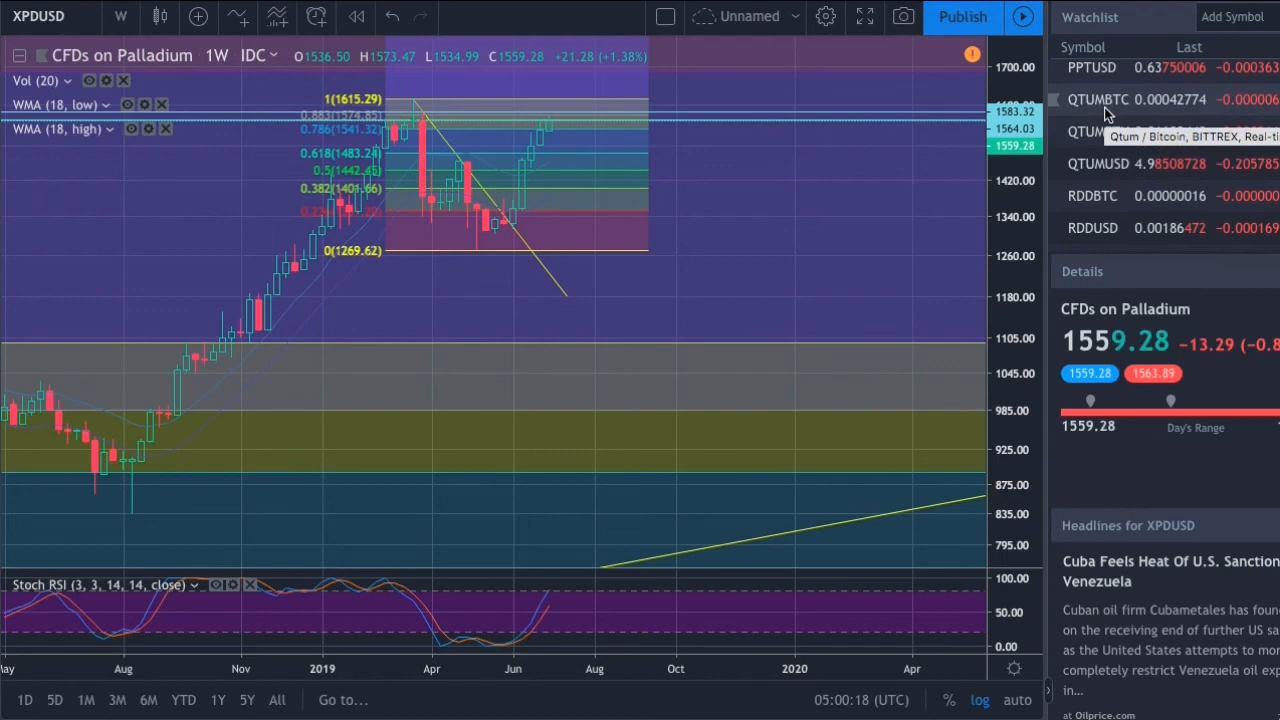 XPDUSD W Unnamed Publish
CFDs on Palladium 1W IDC O1536.50 H1573.47 L1534.99 C1559.28 +21.28 (+1.38%)
Vol (20)
WMA (18, low)
WMA (18, high)
1(1615.29)
0.883(1574.85)
0.786(1541.32)
0.618(1483.24)
0.5(1442.45)
0.382(1401.66)
0(1269.62)
1700.00
1583.32
1564.03
1559.28
1420.00
1340.00
1260.00
1180.00
1105.00
1045.00
985.00
925.00
875.00
835.00
795.00
Stoch RSI (3, 3, 14, 14, close)
100.00
50.00
0.00
Aug Nov 2019 Apr Jun Aug Oct 2020 Apr
1D 5D 1M 3M 6M YTD 1Y 5Y All Go to... 05:00:18 (UTC) % log auto
Watchlist Add Symbol
Symbol Last
PPTUSD 0.63750006 −0.000363
QTUMBTC 0.00042774 −0.000006
QTUM
Qtum / Bitcoin, BITTREX, Real-ti
QTUMUSD 4.98508728 −0.205785
RDDBTC 0.00000016 −0.000000
RDDUSD 0.00186472 −0.000169
Details
CFDs on Palladium
1559.28 −13.29 (−0.8
1559.28 1563.89
1559.28 Day's Range
Headlines for XPDUSD
Cuba Feels Heat Of U.S. Sanction
Venezuela
Cuban oil firm Cubametales has foun
on the receiving end of further US sa
as the United States attempts to mor
completely restrict Venezuela oil expo
in...
at Oilprice.com